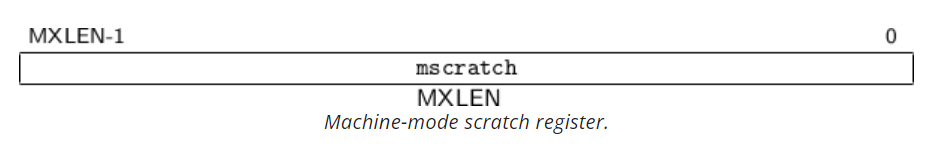 MXLEN-1 0
mscratch
MXLEN
Machine-mode scratch register.